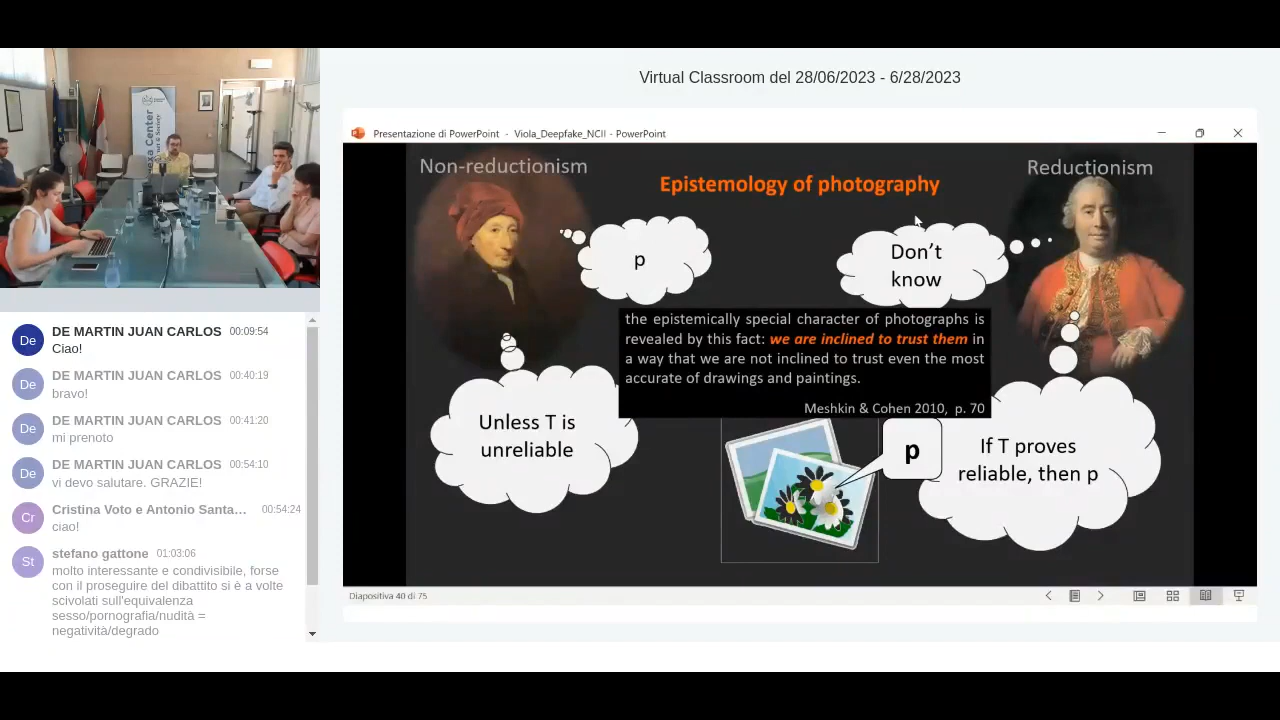 Virtual Classroom del 28/06/2023 - 6/28/2023
Presentazione di PowerPoint - Viola_Deepfake_NCII - PowerPoint
Non-reductionism
Epistemology of photography
Reductionism
p
Don't
know
the epistemically special character of photographs is
revealed by this fact: we are inclined to trust them in
a way that we are not inclined to trust even the most
accurate of drawings and paintings.
Meshkin & Cohen 2010, p. 70
Unless T is
unreliable
p
If T proves
reliable, then p
Diapositiva 40 di 75
De
DE MARTIN JUAN CARLOS 00:09:54
Ciao!
De
DE MARTIN JUAN CARLOS 00:40:19
bravo!
De
DE MARTIN JUAN CARLOS 00:41:20
mi prenoto
De
DE MARTIN JUAN CARLOS 00:54:10
vi devo salutare. GRAZIE!
Cr
Cristina Voto e Antonio Santa… 00:54:24
ciao!
St
stefano gattone 01:03:06
molto interessante e condivisibile, forse
con il proseguire del dibattito si è a volte
scivolati sull'equivalenza
sesso/pornografia/nudità =
negatività/degrado